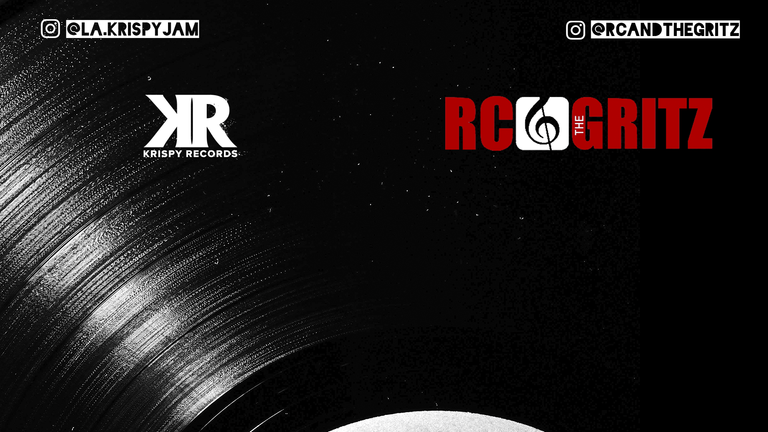 @LA.KRISPYJAM
@RCANDTHEGRITZ
KR
KRISPY RECORDS
RC THE GRITZ